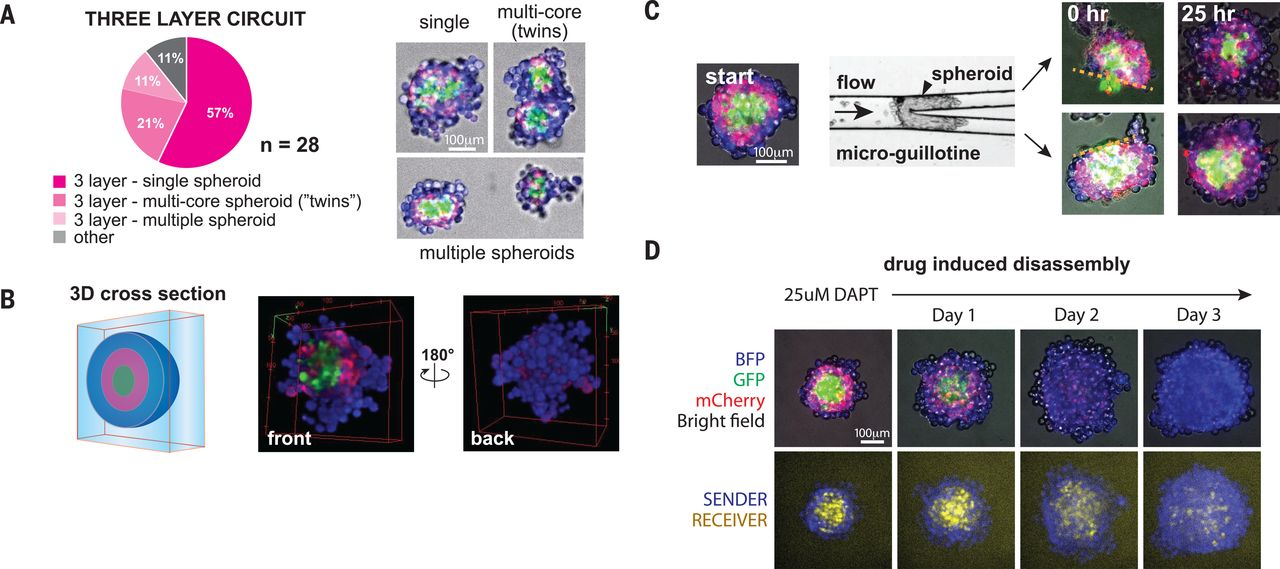 A
THREE LAYER CIRCUIT
11%
11%
21%
57%
n = 28
3 layer - single spheroid
3 layer - multi-core spheroid ("twins")
3 layer - multiple spheroid
other
single
multi-core
(twins)
100μm
multiple spheroids
B
3D cross section
front
180°
back
C
start
100μm
flow
spheroid
micro-guillotine
0 hr
25 hr
D
drug induced disassembly
25uM DAPT
Day 1
Day 2
Day 3
BFP
GFP
mCherry
Bright field
100μm
SENDER
RECEIVER